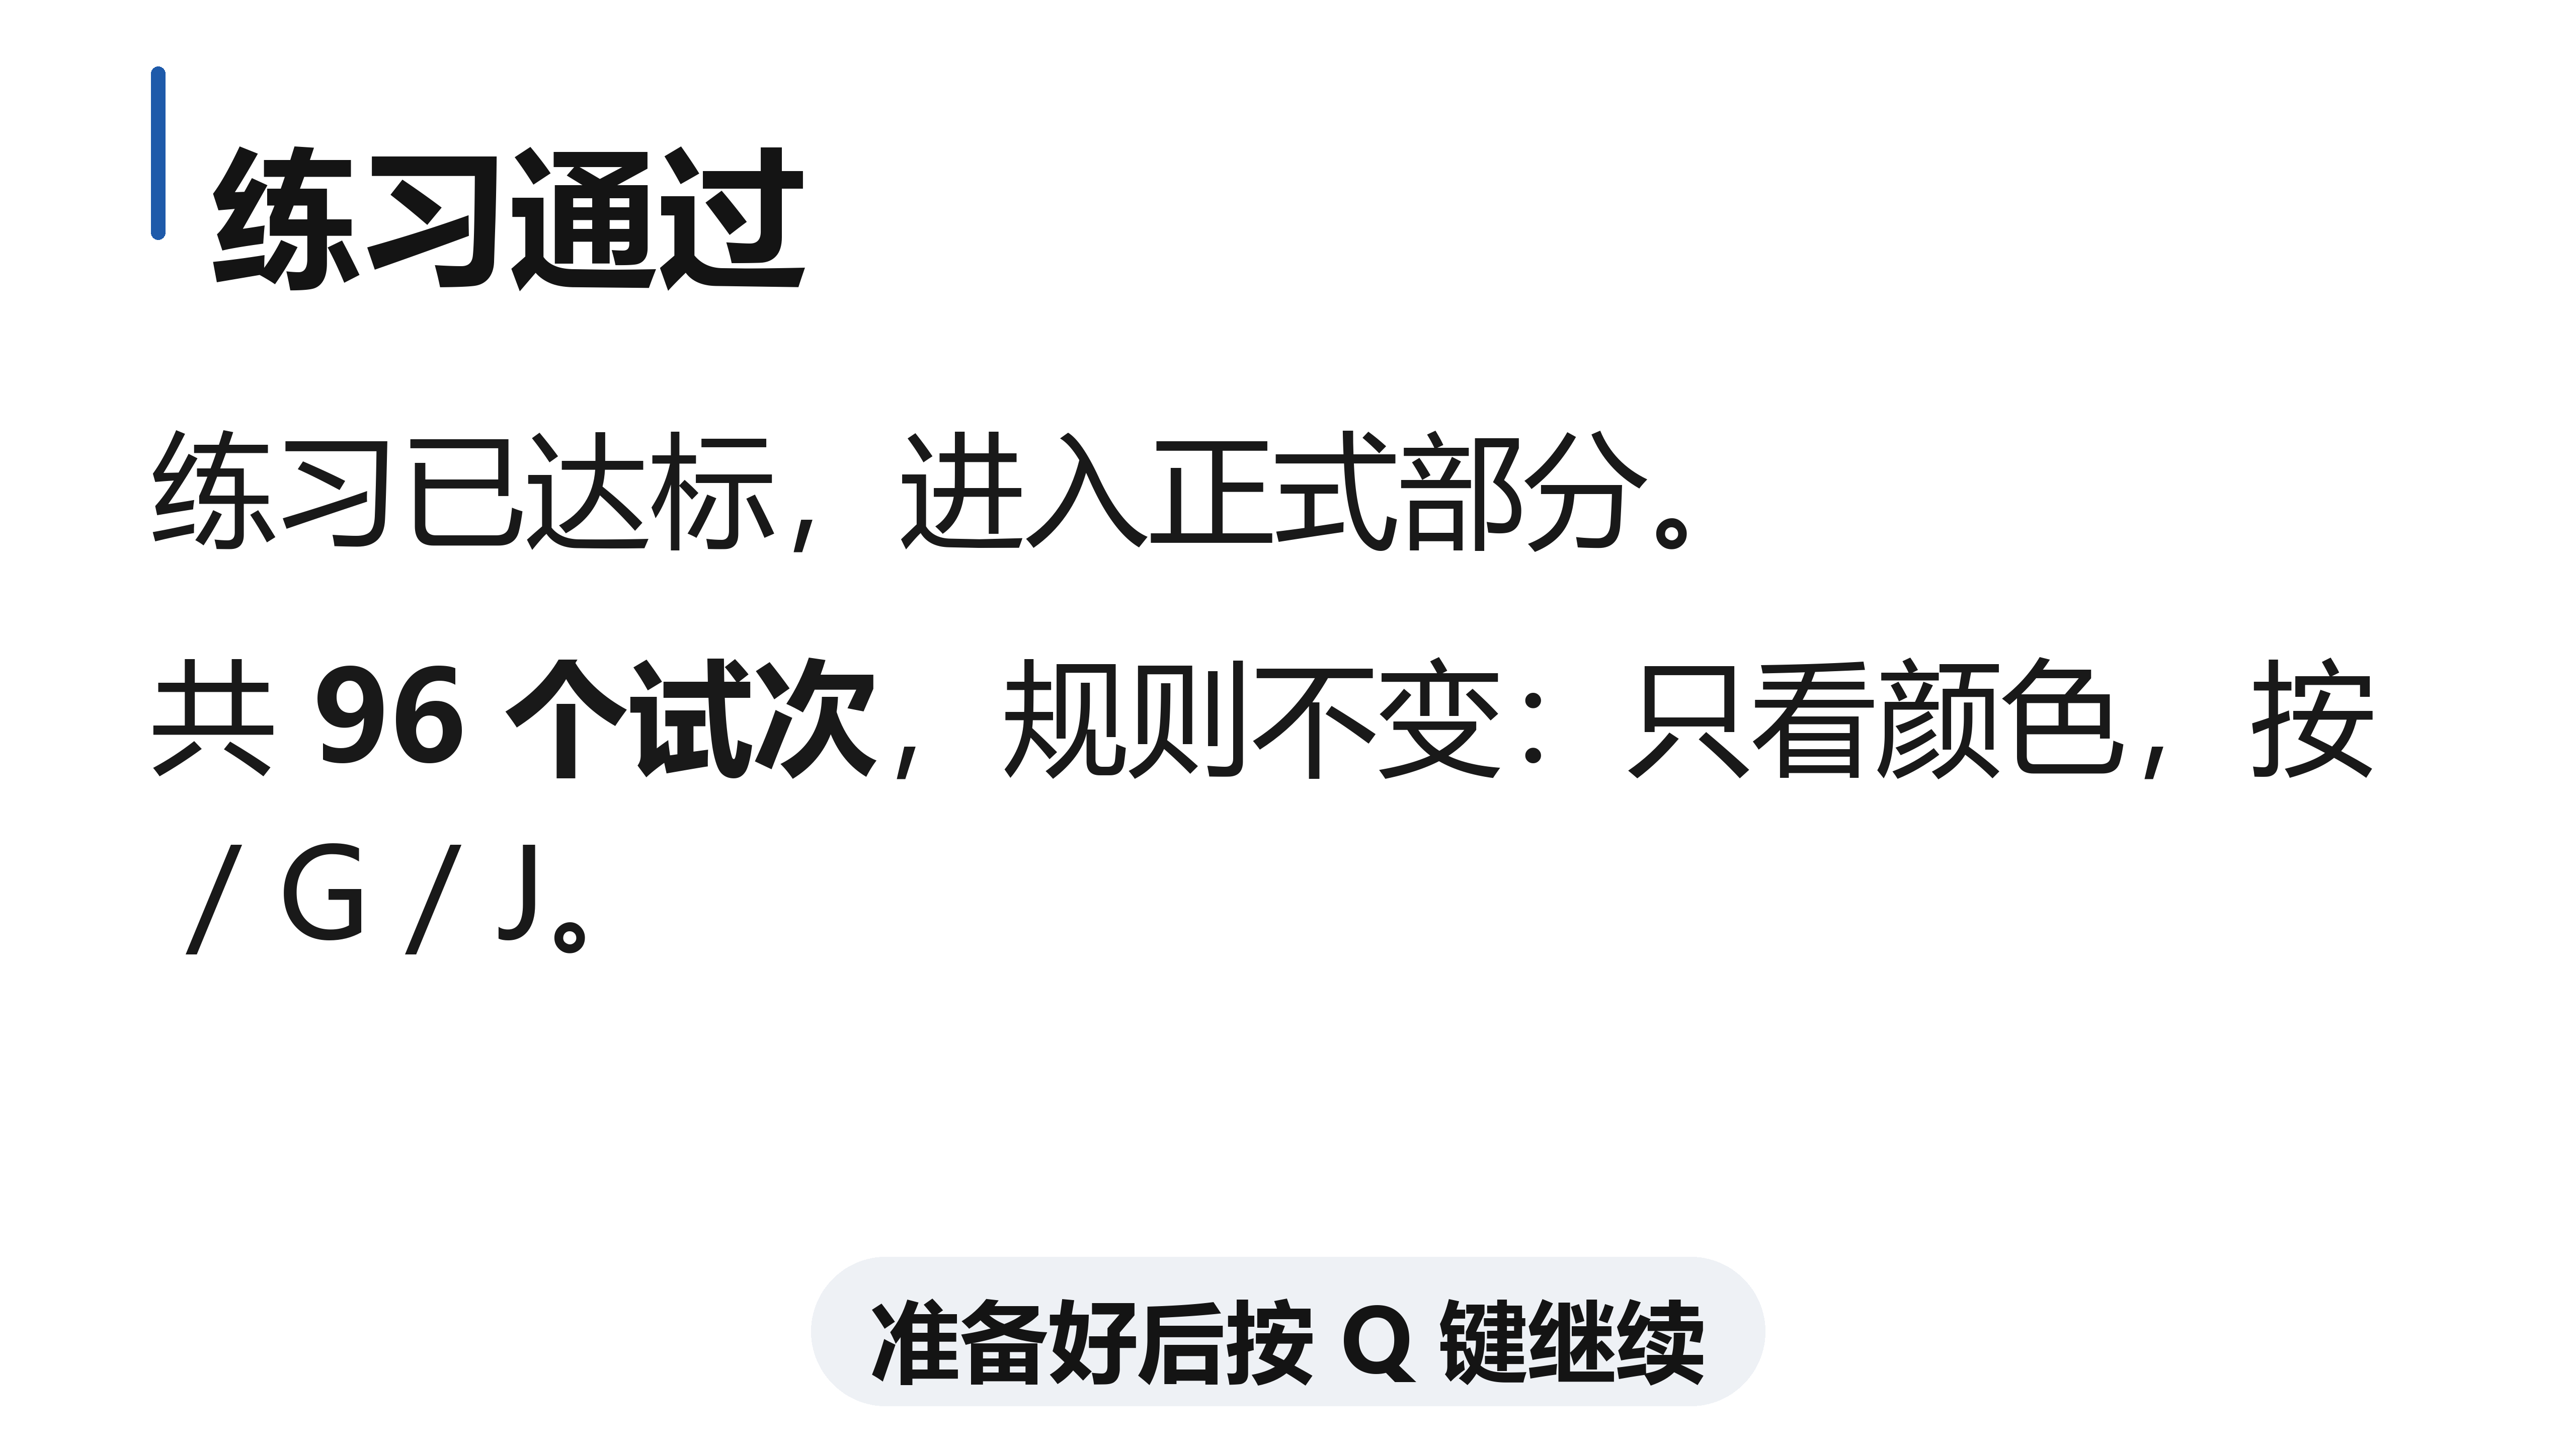 练习通过
练习已达标，进入正式部分。
共 96 个试次，规则不变：只看颜色，按
/ G / J。
准备好后按 Q 键继续